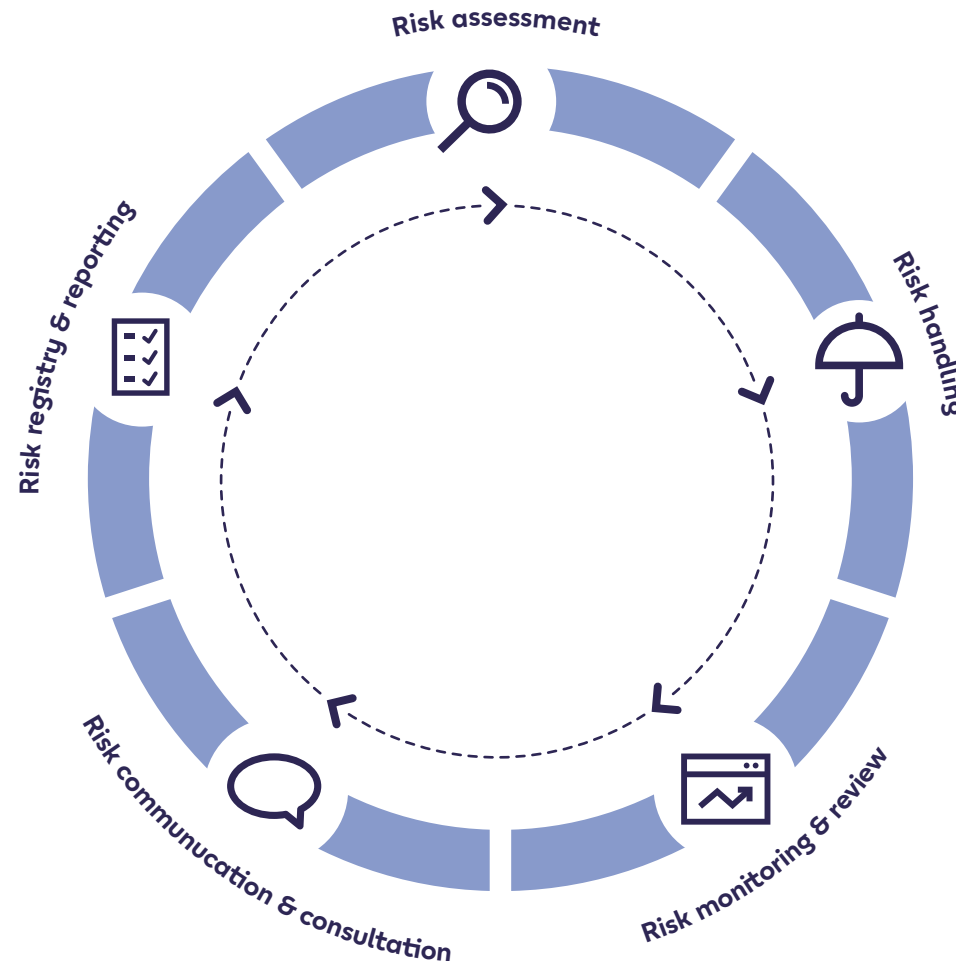 Risk assessment
Risk handling
Risk monitoring & review
Risk communucation & consultation
Risk registry & reporting